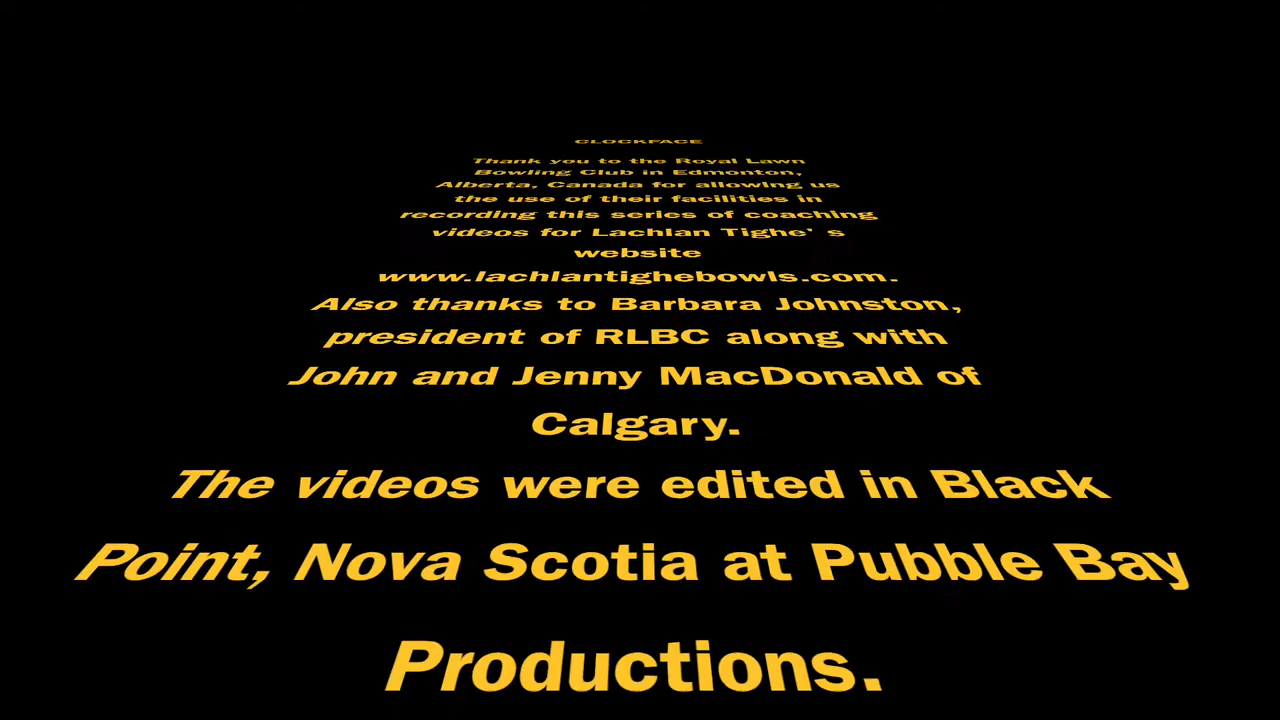 CLOCKFACE
Thank you to the Royal Lawn
Bowling Club in Edmonton,
Alberta, Canada for allowing us
the use of their facilities in
recording this series of coaching
videos for Lachlan Tighe’ s
website
www.lachlantighebowls.com.
Also thanks to Barbara Johnston,
president of RLBC along with
John and Jenny MacDonald of
Calgary.
The videos were edited in Black
Point, Nova Scotia at Pubble Bay
Productions.